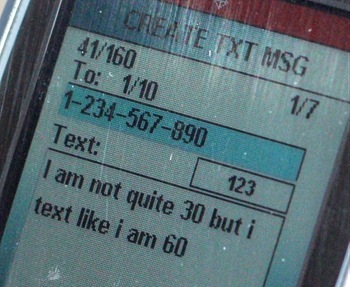 CREATE TXT MSG
41/160 1/7
To: 1/10
1-234-567-890
Text: 123
I am not quite 30 but i
text like i am 60